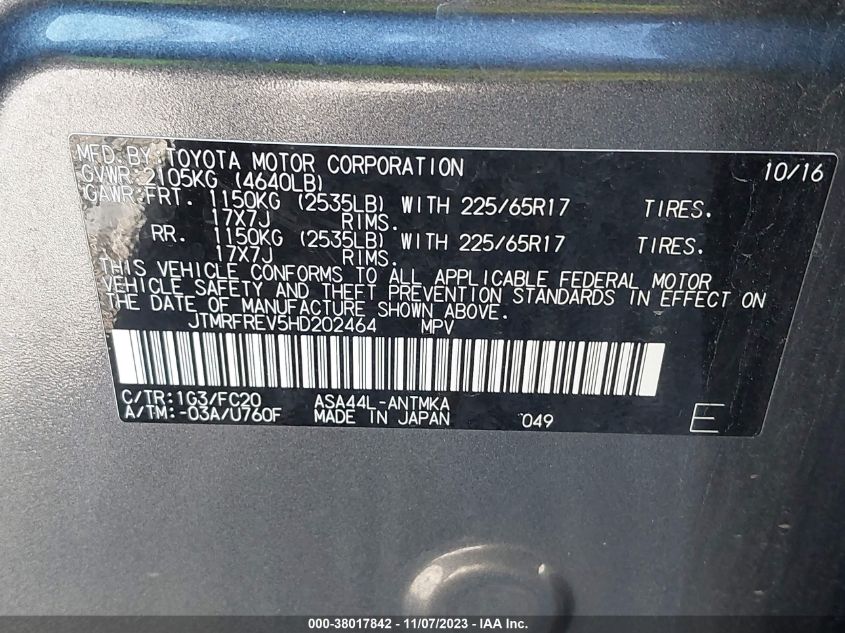 MFD.BY TOYOTA MOTOR CORPORATION 10/16
GVWR 2105KG (4640LB)
GAWR FRT. 1150KG (2535LB) WITH 225/65R17 TIRES.
17X7J RIMS.
RR. 1150KG (2535LB) WITH 225/65R17 TIRES.
17X7J RIMS.
THIS VEHICLE CONFORMS TO ALL APPLICABLE FEDERAL MOTOR
VEHICLE SAFETY AND THEFT PREVENTION STANDARDS IN EFFECT ON
THE DATE OF MANUFACTURE SHOWN ABOVE.
JTMRFREV5HD202464 MPV
C/TR:1G3/FC20 ASA44L-ANTMKA
A/TM:-03A/U760F MADE IN JAPAN 049 E
000-38017842 - 11/07/2023 - IAA Inc.